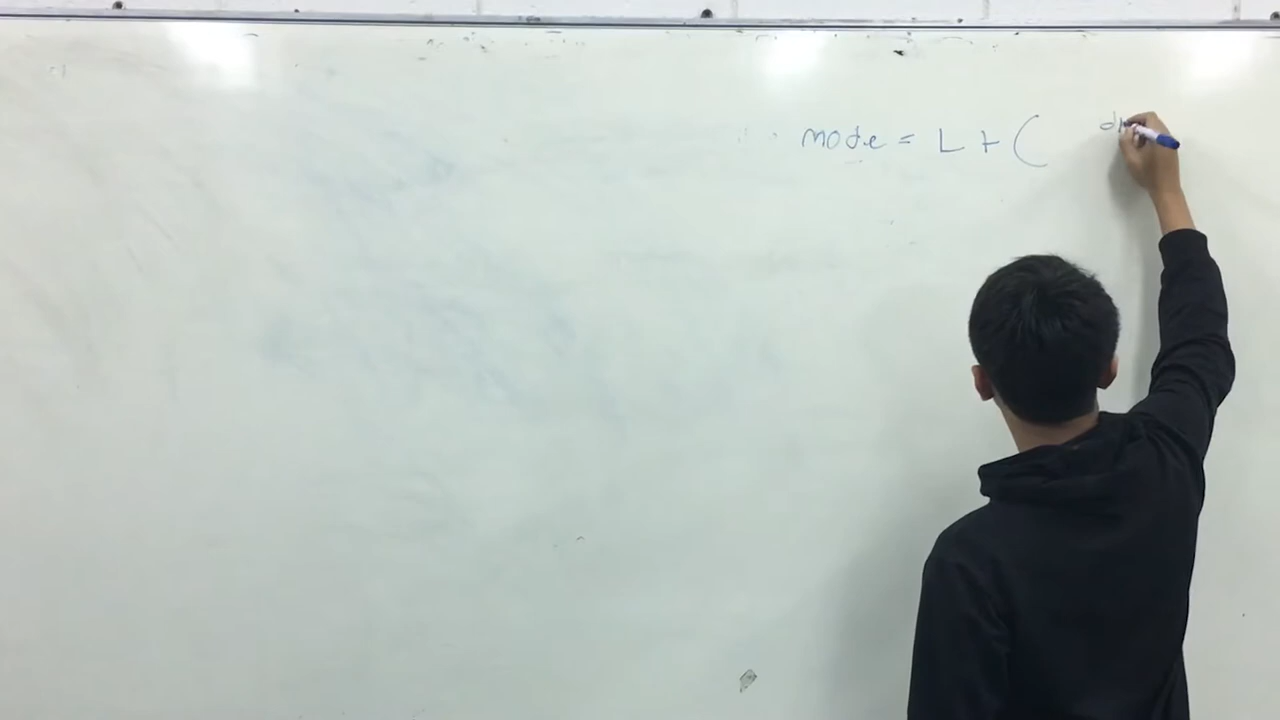 mode = L + ( d